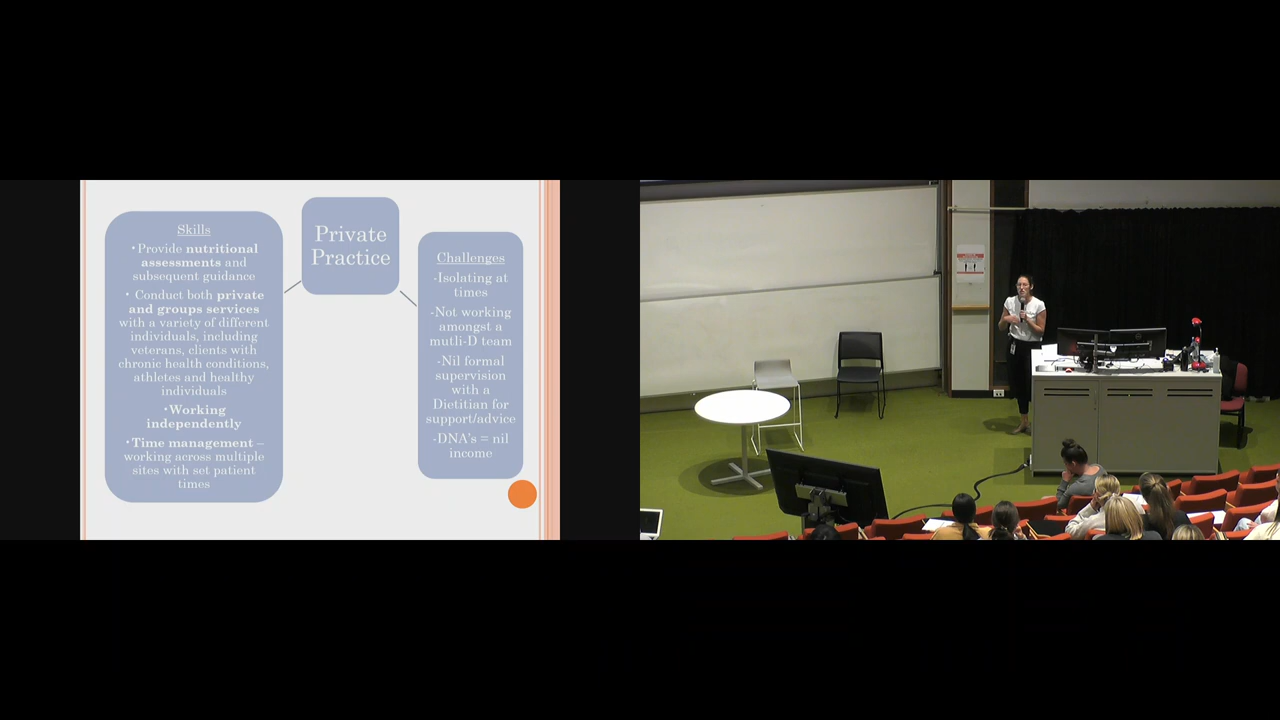 Private
Practice
Skills
•Provide nutritional
assessments and
subsequent guidance
• Conduct both private
and groups services
with a variety of different
individuals, including
veterans, clients with
chronic health conditions,
athletes and healthy
individuals
•Working
independently
•Time management –
working across multiple
sites with set patient
times
Challenges
-Isolating at
times
-Not working
amongst a
mutli-D team
-Nil formal
supervision
with a
Dietitian for
support/advice
-DNA's = nil
income